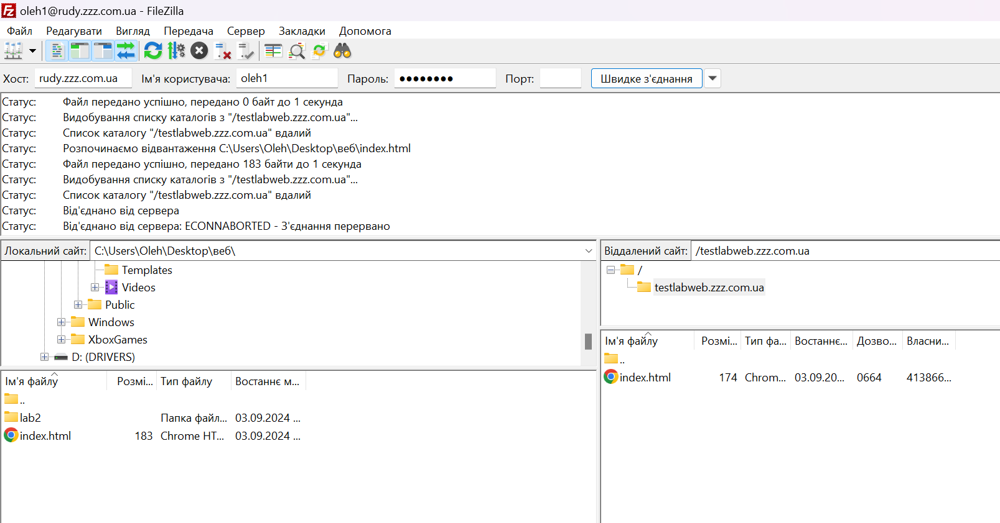 oleh1@rudy.zzz.com.ua - FileZilla
Файл Редагувати Вигляд Передача Сервер Закладки Допомога
Хост: rudy.zzz.com.ua Ім'я користувача: oleh1 Пароль: ●●●●●●●● Порт: Швидке з'єднання
Статус: Файл передано успішно, передано 0 байт до 1 секунда
Статус: Видобування списку каталогів з "/testlabweb.zzz.com.ua"...
Статус: Список каталогу "/testlabweb.zzz.com.ua" вдалий
Статус: Розпочинаємо відвантаження C:\Users\Oleh\Desktop\веб\index.html
Статус: Файл передано успішно, передано 183 байти до 1 секунда
Статус: Видобування списку каталогів з "/testlabweb.zzz.com.ua"...
Статус: Список каталогу "/testlabweb.zzz.com.ua" вдалий
Статус: Від'єднано від сервера
Статус: Від'єднано від сервера: ECONNABORTED - З'єднання перервано
Локальний сайт: C:\Users\Oleh\Desktop\веб\
Templates
Videos
Public
Windows
XboxGames
D: (DRIVERS)
Ім'я файлу Розмі... Тип файлу Востаннє м...
..
lab2 Папка файл... 03.09.2024 ...
index.html 183 Chrome HT... 03.09.2024 ...
Віддалений сайт: /testlabweb.zzz.com.ua
/
testlabweb.zzz.com.ua
Ім'я файлу Розмі... Тип фа... Востаннє... Дозво... Власни...
..
index.html 174 Chrom... 03.09.20... 0664 413866...